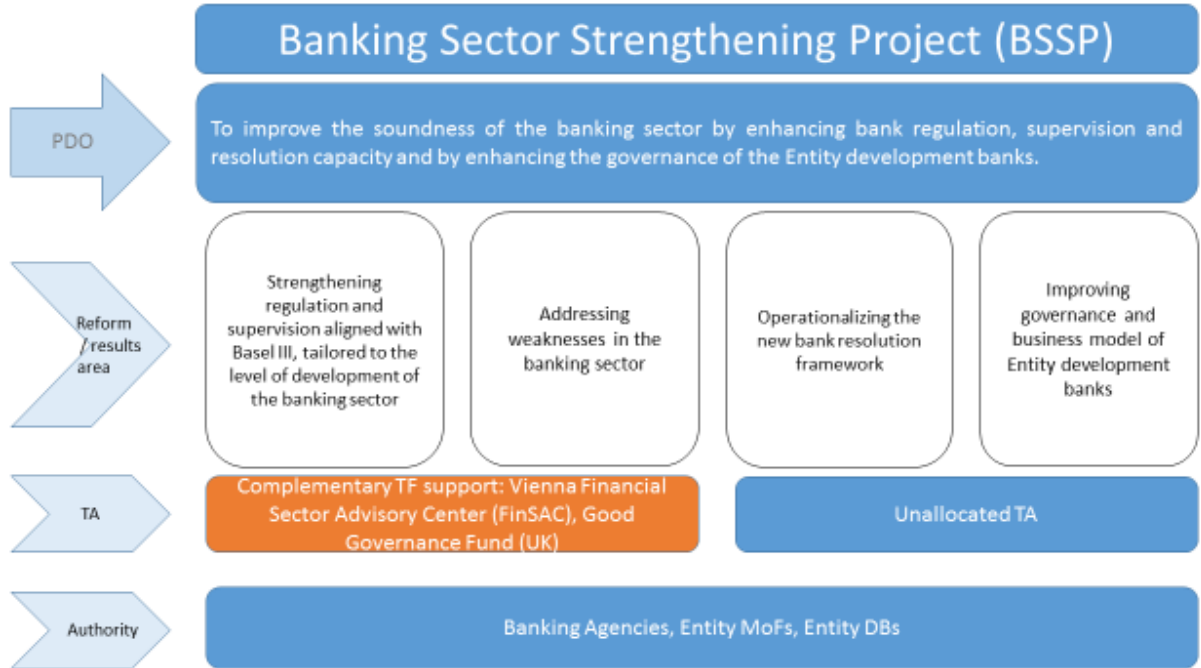 Banking Sector Strengthening Project (BSSP)
PDO
To improve the soundness of the banking sector by enhancing bank regulation, supervision and
resolution capacity and by enhancing the governance of the Entity development banks.
Reform
/results
area
Strengthening
regulation and
supervision aligned with
Basel III, tailored to the
level of development of
the banking sector
Addressing
weaknesses in the
banking sector
Operationalizing the
new bank resolution
framework
Improving
governance and
business model of
Entity development
banks
TA
Complementary TF support: Vienna Financial
Sector Advisory Center (FinSAC), Good
Governance Fund (UK)
Unallocated TA
Authority
Banking Agencies, Entity MoFs, Entity DBs